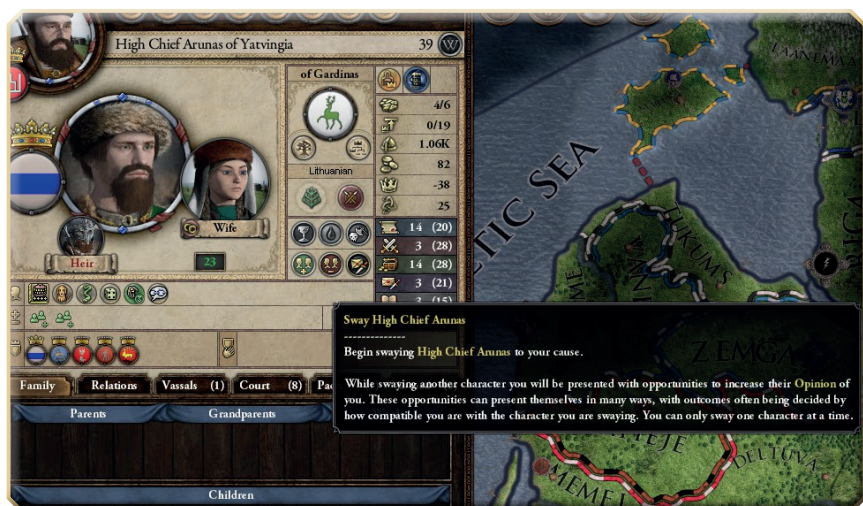 High Chief Arunas of Yatvingia
39
of Gardinas
4/6
0/19
1.06K
Lithuanian
82
-38
25
Wife
Heir
23
14 (20)
3 (28)
14 (28)
3 (21)
3 (15)
Sway High Chief Arunas
--------------
Begin swaying High Chief Arunas to your cause.
While swaying another character you will be presented with opportunities to increase their Opinion of
you. These opportunities can present themselves in many ways, with outcomes often being decided by
how compatible you are with the character you are swaying. You can only sway one character at a time.
Family
Relations
Vassals (1)
Court (8)
Parents
Grandparents
Children
TIC SEA
TUKUMS
ZEMGA
DELTUVA
MEMEL